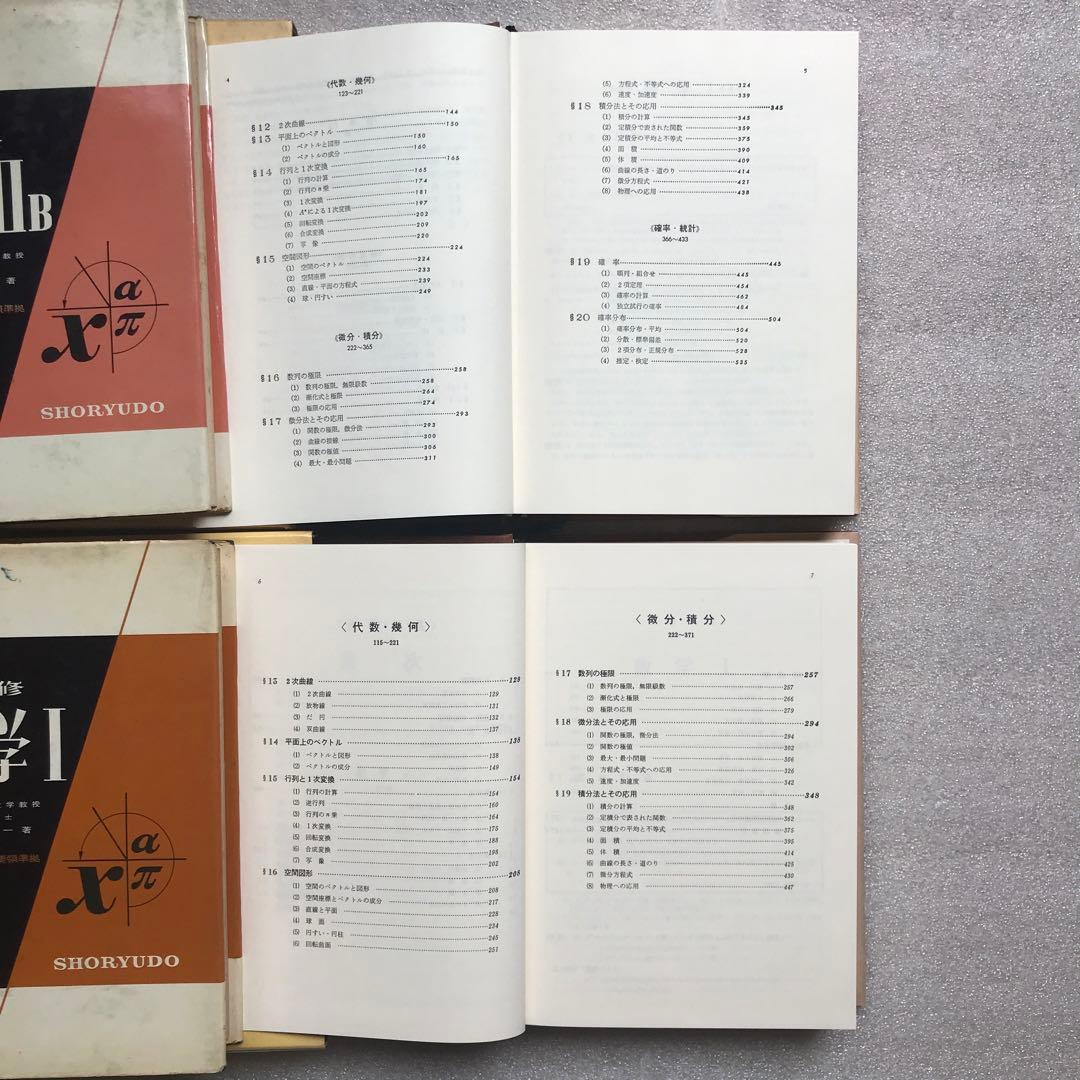 ⅡB
教授
著
領準拠
α
x
π
SHORYUDO
4
《代数・幾何》
123～221
§12 2次曲線 144
§13 平面上のベクトル 150
(1) ベクトルと図形 150
(2) ベクトルの成分 160
§14 行列と1次変換 165
(1) 行列の計算 165
(2) 行列のn乗 174
(3) 1次変換 181
(4) Aⁿによる1次変換 197
(5) 回転変換 202
(6) 合成変換 209
(7) 写像 220
§15 空間図形 224
(1) 空間のベクトル 224
(2) 空間座標 233
(3) 直線・平面の方程式 239
(4) 球・円すい 249
《微分・積分》
222～365
§16 数列の極限 258
(1) 数列の極限，無限級数 258
(2) 漸化式と極限 264
(3) 極限の応用 274
§17 微分法とその応用 293
(1) 関数の極限，微分法 293
(2) 曲線の接線 300
(3) 関数の極値 306
(4) 最大・最小問題 311
5
(5) 方程式・不等式への応用 324
(6) 速度・加速度 339
§18 積分法とその応用 345
(1) 積分の計算 345
(2) 定積分で表された関数 359
(3) 定積分の平均と不等式 375
(4) 面積 390
(5) 体積 409
(6) 曲線の長さ・道のり 414
(7) 微分方程式 421
(8) 物理への応用 438
《確率・統計》
366～433
§19 確率 445
(1) 順列・組合せ 445
(2) 2項定理 454
(3) 確率の計算 462
(4) 独立試行の確率 484
§20 確率分布 504
(1) 確率分布・平均 504
(2) 分散・標準偏差 520
(3) 2項分布・正規分布 528
(4) 推定・検定 535
修
学Ⅰ
大学教授
士
一 著
要領準拠
α
x
π
SHORYUDO
6
〈代数・幾何〉
115～221
§13 2次曲線 128
(1) 2次曲線 129
(2) 放物線 131
(3) だ円 132
(4) 双曲線 137
§14 平面上のベクトル 138
(1) ベクトルと図形 138
(2) ベクトルの成分 149
§15 行列と1次変換 154
(1) 行列の計算 154
(2) 逆行列 160
(3) 行列のn乗 164
(4) 1次変換 175
(5) 回転変換 188
(6) 合成変換 198
(7) 写像 202
§16 空間図形 208
(1) 空間のベクトルと図形 208
(2) 空間座標とベクトルの成分 217
(3) 直線と平面 228
(4) 球面 234
(5) 円すい・円柱 245
(6) 回転曲面 251
7
〈微分・積分〉
222～371
§17 数列の極限 257
(1) 数列の極限，無限級数 257
(2) 漸化式と極限 266
(3) 極限の応用 279
§18 微分法とその応用 294
(1) 関数の極限，微分法 294
(2) 関数の極値 302
(3) 最大・最小問題 306
(4) 方程式・不等式への応用 326
(5) 速度・加速度 342
§19 積分法とその応用 348
(1) 積分の計算 348
(2) 定積分で表された関数 362
(3) 定積分の平均と不等式 375
(4) 面積 395
(5) 体積 414
(6) 曲線の長さ・道のり 425
(7) 微分方程式 430
(8) 物理への応用 447